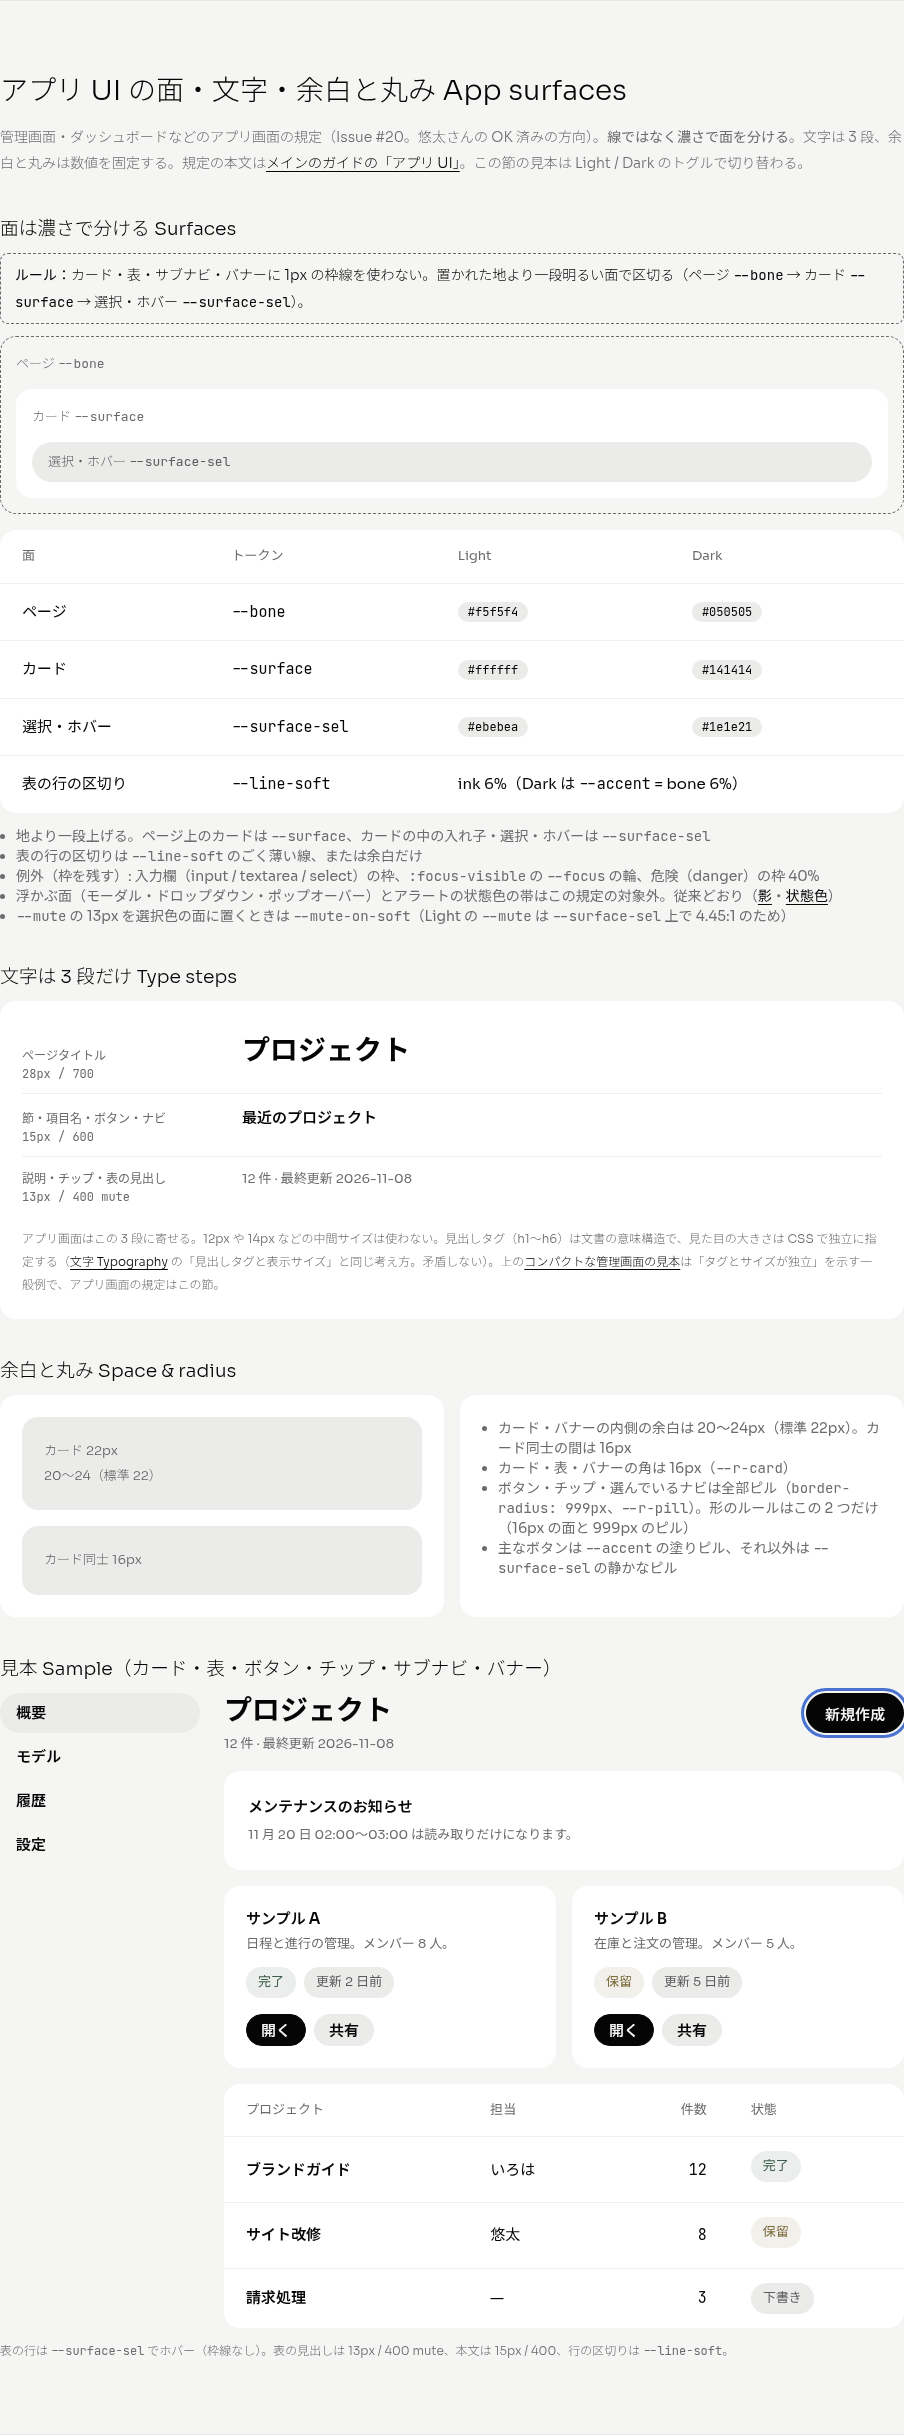 アプリ UI の面・文字・余白と丸み App surfaces
管理画面・ダッシュボードなどのアプリ画面の規定（Issue #20。悠太さんの OK 済みの方向）。線ではなく濃さで面を分ける。文字は 3 段、余
白と丸みは数値を固定する。規定の本文はメインのガイドの「アプリ UI」。この節の見本は Light / Dark のトグルで切り替わる。
面は濃さで分ける Surfaces
ルール：カード・表・サブナビ・バナーに 1px の枠線を使わない。置かれた地より一段明るい面で区切る（ページ --bone → カード --
surface → 選択・ホバー --surface-sel）。
ページ --bone
カード --surface
選択・ホバー --surface-sel
面 トークン Light Dark
ページ --bone #f5f5f4 #050505
カード --surface #ffffff #141414
選択・ホバー --surface-sel #ebebea #1e1e21
表の行の区切り --line-soft ink 6%（Dark は --accent = bone 6%）
地より一段上げる。ページ上のカードは --surface、カードの中の入れ子・選択・ホバーは --surface-sel
表の行の区切りは --line-soft のごく薄い線、または余白だけ
例外（枠を残す）: 入力欄（input / textarea / select）の枠、:focus-visible の --focus の輪、危険（danger）の枠 40%
浮かぶ面（モーダル・ドロップダウン・ポップオーバー）とアラートの状態色の帯はこの規定の対象外。従来どおり（影・状態色）
--mute の 13px を選択色の面に置くときは --mute-on-soft（Light の --mute は --surface-sel 上で 4.45:1 のため）
文字は 3 段だけ Type steps
ページタイトル
28px / 700
プロジェクト
節・項目名・ボタン・ナビ
15px / 600
最近のプロジェクト
説明・チップ・表の見出し
13px / 400 mute
12 件 · 最終更新 2026-11-08
アプリ画面はこの 3 段に寄せる。12px や 14px などの中間サイズは使わない。見出しタグ（h1〜h6）は文書の意味構造で、見た目の大きさは CSS で独立に指
定する（文字 Typography の「見出しタグと表示サイズ」と同じ考え方。矛盾しない）。上のコンパクトな管理画面の見本は「タグとサイズが独立」を示す一
般例で、アプリ画面の規定はこの節。
余白と丸み Space & radius
カード 22px
20〜24（標準 22）
カード同士 16px
カード・バナーの内側の余白は 20〜24px（標準 22px）。カ
ード同士の間は 16px
カード・表・バナーの角は 16px（--r-card）
ボタン・チップ・選んでいるナビは全部ピル（border-
radius: 999px、--r-pill）。形のルールはこの 2 つだけ
（16px の面と 999px のピル）
主なボタンは --accent の塗りピル、それ以外は --
surface-sel の静かなピル
見本 Sample（カード・表・ボタン・チップ・サブナビ・バナー）
概要
モデル
履歴
設定
プロジェクト
12 件 · 最終更新 2026-11-08
新規作成
メンテナンスのお知らせ
11 月 20 日 02:00〜03:00 は読み取りだけになります。
サンプル A
日程と進行の管理。メンバー 8 人。
完了 更新 2 日前
開く 共有
サンプル B
在庫と注文の管理。メンバー 5 人。
保留 更新 5 日前
開く 共有
プロジェクト 担当 件数 状態
ブランドガイド いろは 12 完了
サイト改修 悠太 8 保留
請求処理 — 3 下書き
表の行は --surface-sel でホバー（枠線なし）。表の見出しは 13px / 400 mute、本文は 15px / 400、行の区切りは --line-soft。